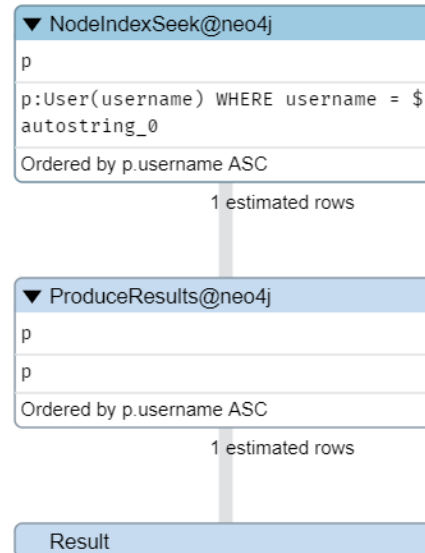 NodeIndexSeek@neo4j
p
p:User(username) WHERE username = $
autostring_0
Ordered by p.username ASC
1 estimated rows
ProduceResults@neo4j
p
p
Ordered by p.username ASC
1 estimated rows
Result